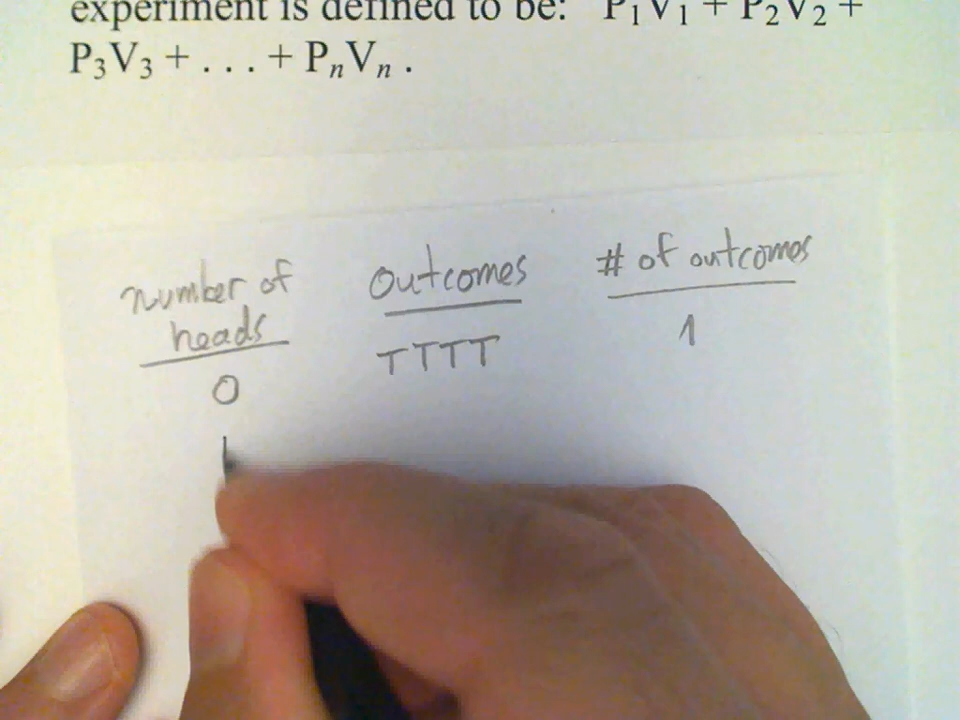 experiment is defined to be: P₁V₁ + P₂V₂ +
P₃V₃ + . . . + PₙVₙ .
number of heads
outcomes
# of outcomes
0
TTTT
1
1